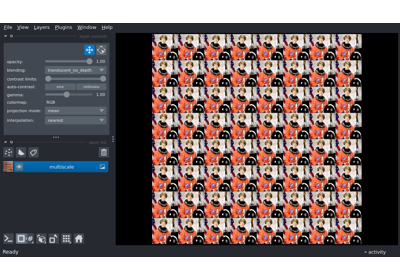 File View Layers Plugins Window Help
opacity: 1.00
blending: translucent_no_depth
contrast limits:
auto-contrast: once continuous
gamma: 1.00
colormap: RGB
projection mode: mean
interpolation: nearest
multiscale
Ready activity